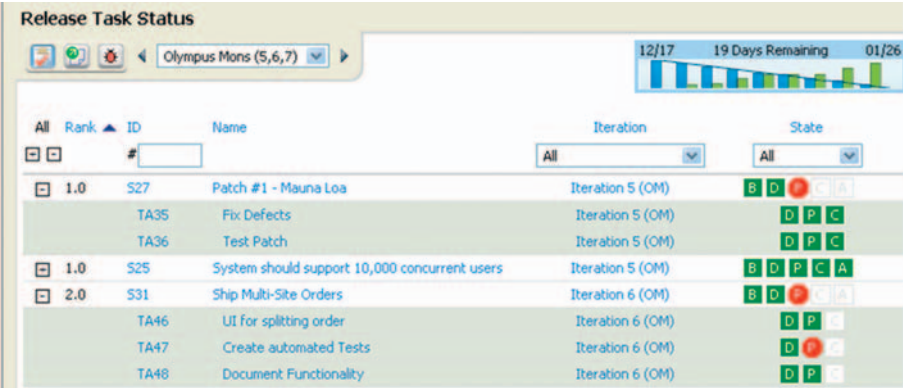 Release Task Status
Olympus Mons (5,6,7)
12/17 19 Days Remaining 01/26
All Rank ID Name Iteration State
# All All
1.0 S27 Patch #1 - Mauna Loa Iteration 5 (OM) B D P C A
TA35 Fix Defects Iteration 5 (OM) D P C
TA36 Test Patch Iteration 5 (OM) D P C
1.0 S25 System should support 10,000 concurrent users Iteration 5 (OM) B D P C A
2.0 S31 Ship Multi-Site Orders Iteration 6 (OM) B D P C A
TA46 UI for splitting order Iteration 6 (OM) D P C
TA47 Create automated Tests Iteration 6 (OM) D P C
TA48 Document Functionality Iteration 6 (OM) D P C